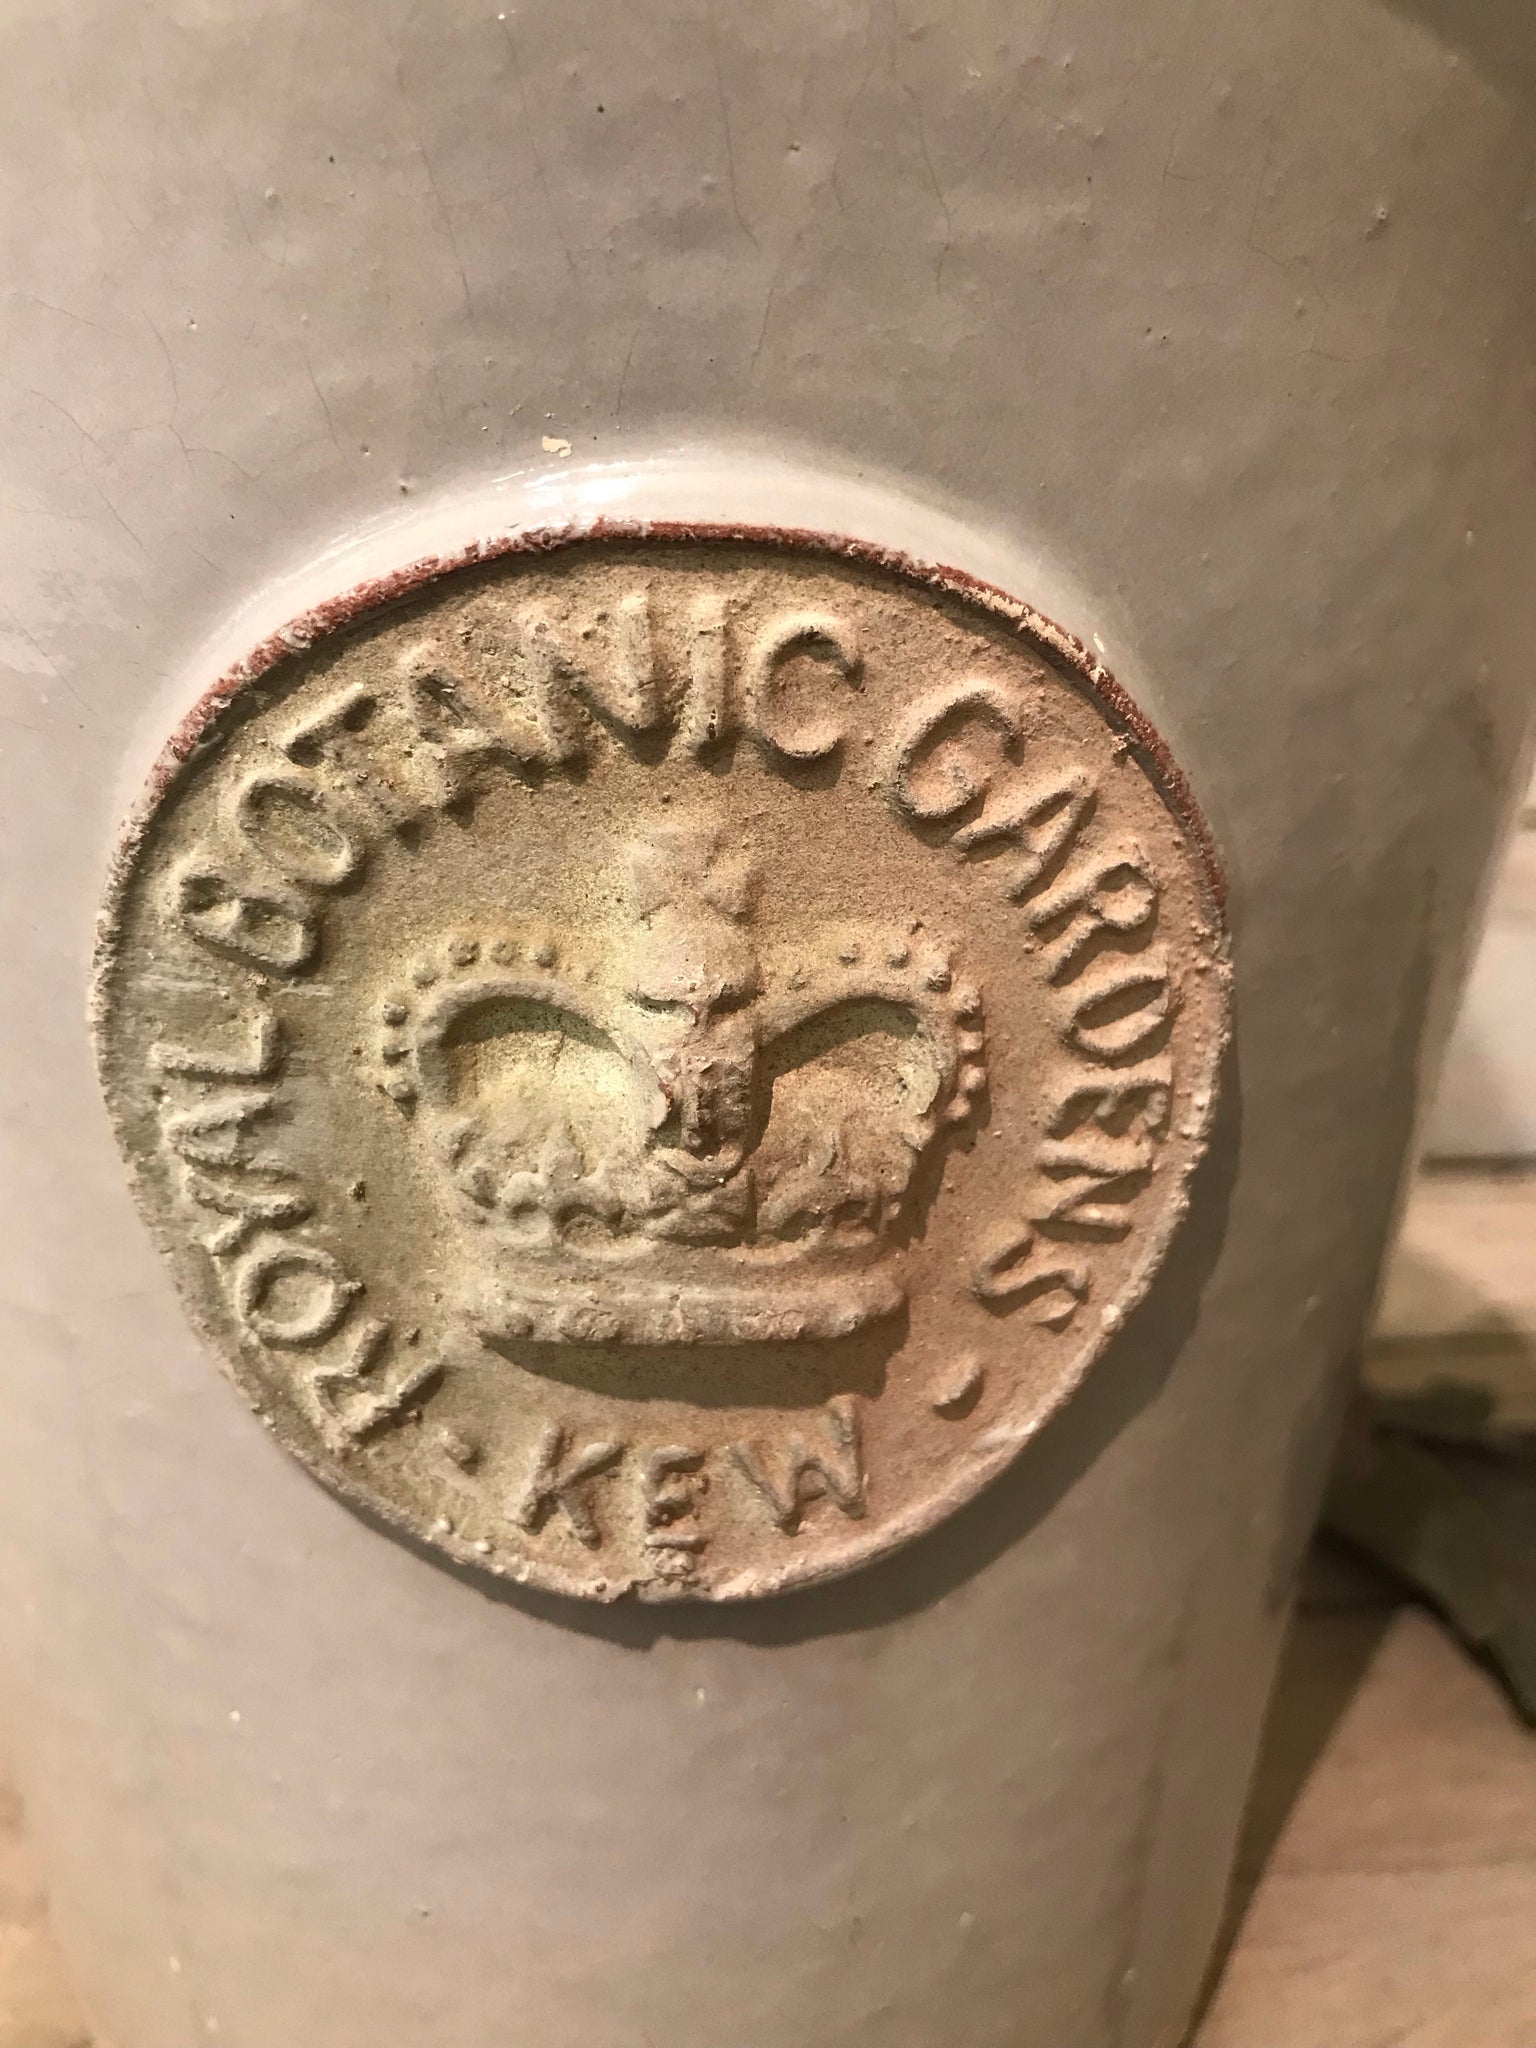 ROYAL BOTANIC GARDENS
· KEW ·